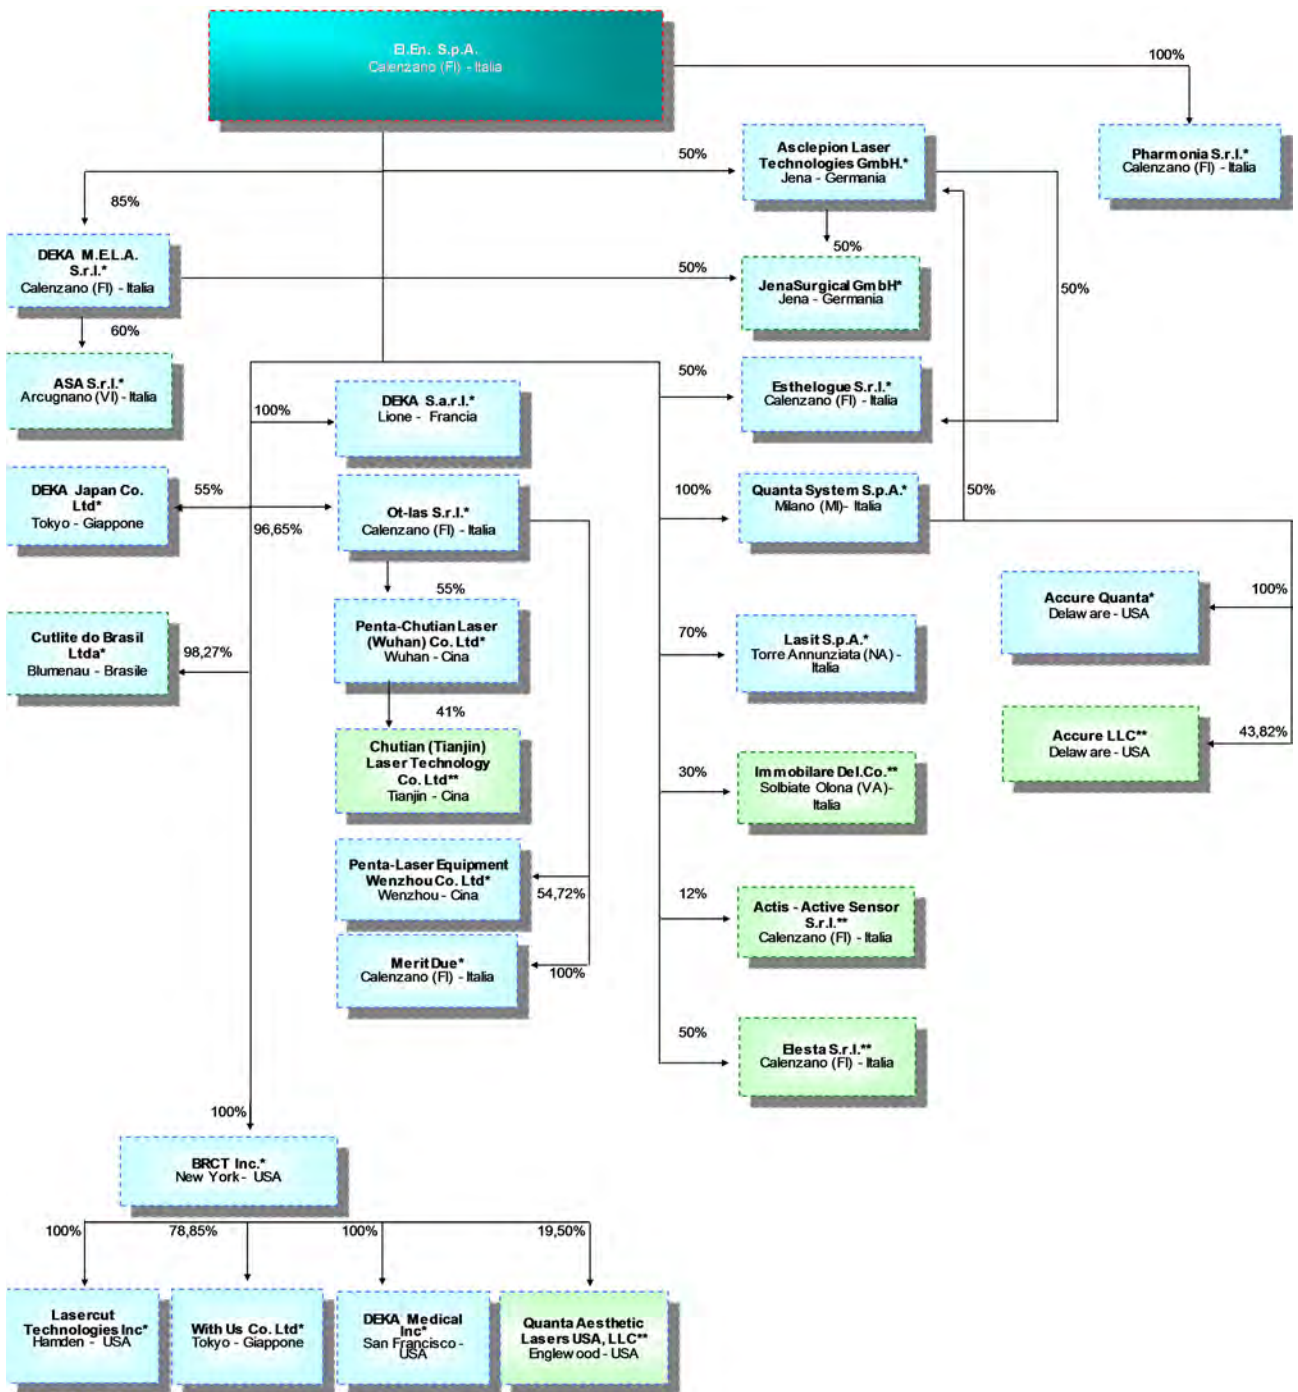 El.En. S.p.A.
Calenzano (FI) - Italia
100%
50%
Asclepion Laser
Technologies GmbH.*
Jena - Germania
Pharmonia S.r.l.*
Calenzano (FI) - Italia
85%
DEKA M.E.L.A.
S.r.l.*
Calenzano (FI) - Italia
50%
50%
JenaSurgical GmbH*
Jena - Germania
50%
60%
ASA S.r.l.*
Arcugnano (VI) - Italia
100%
DEKA S.a.r.l.*
Lione - Francia
50%
Esthelogue S.r.l.*
Calenzano (FI) - Italia
DEKA Japan Co.
Ltd*
Tokyo - Giappone
55%
96,65%
Ot-las S.r.l.*
Calenzano (FI) - Italia
100%
Quanta System S.p.A.*
Milano (MI)- Italia
50%
55%
Accure Quanta*
Delaware - USA
100%
Cutlite do Brasil
Ltda*
Blumenau - Brasile
98,27%
Penta-Chutian Laser
(Wuhan) Co. Ltd*
Wuhan - Cina
70%
Lasit S.p.A.*
Torre Annunziata (NA) -
Italia
41%
Accure LLC**
Delaware - USA
43,82%
Chutian (Tianjin)
Laser Technology
Co. Ltd**
Tianjin - Cina
30%
Immobilare Del.Co.**
Solbiate Olona (VA)-
Italia
Penta-Laser Equipment
Wenzhou Co. Ltd*
Wenzhou - Cina
54,72%
12%
Actis - Active Sensor
S.r.l.**
Calenzano (FI) - Italia
Merit Due*
Calenzano (FI) - Italia
100%
50%
Elesta S.r.l.**
Calenzano (FI) - Italia
100%
BRCT Inc.*
New York - USA
100%
78,85%
100%
19,50%
Lasercut
Technologies Inc*
Hamden - USA
With Us Co. Ltd*
Tokyo - Giappone
DEKA Medical
Inc*
San Francisco -
USA
Quanta Aesthetic
Lasers USA, LLC**
Englewood - USA